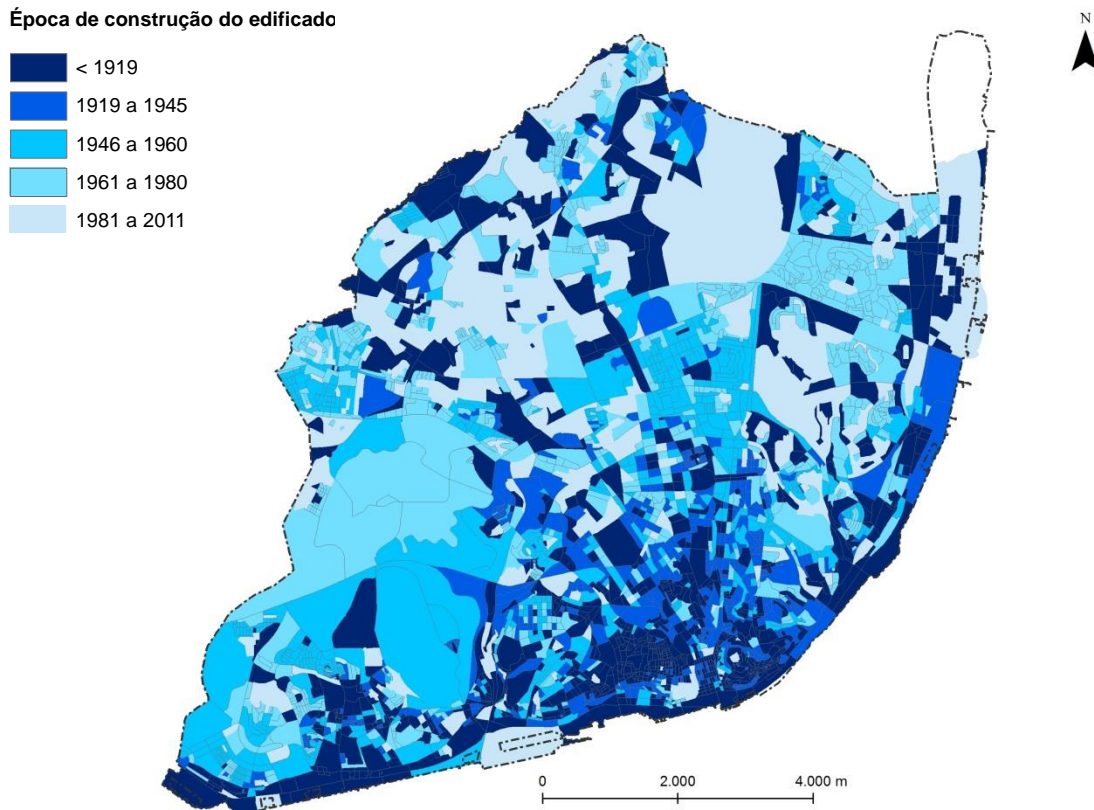 Época de construção do edificado
< 1919
1919 a 1945
1946 a 1960
1961 a 1980
1981 a 2011
N
0 2.000 4.000 m